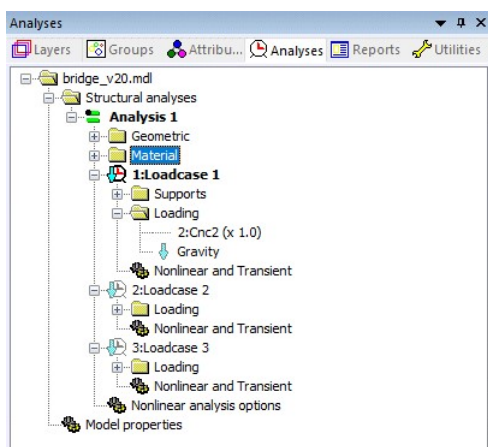 Analyses
Layers Groups Attribu... Analyses Reports Utilities
bridge_v20.mdl
Structural analyses
Analysis 1
Geometric
Material
1:Loadcase 1
Supports
Loading
2:Cnc2 (x 1.0)
Gravity
Nonlinear and Transient
2:Loadcase 2
Loading
Nonlinear and Transient
3:Loadcase 3
Loading
Nonlinear and Transient
Nonlinear analysis options
Model properties